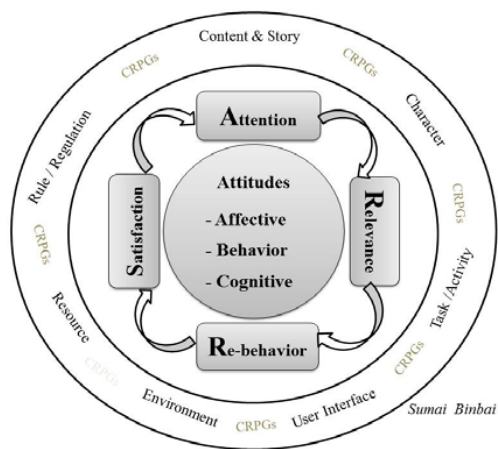 Content & Story
CRPGs
Character
CRPGs
Task /Activity
CRPGs
User Interface
CRPGs
Environment
CRPGs
Resource
CRPGs
Rule / Regulation
CRPGs
Attention
Relevance
Re-behavior
Satisfaction
Attitudes
- Affective
- Behavior
- Cognitive
Sumai Binbai